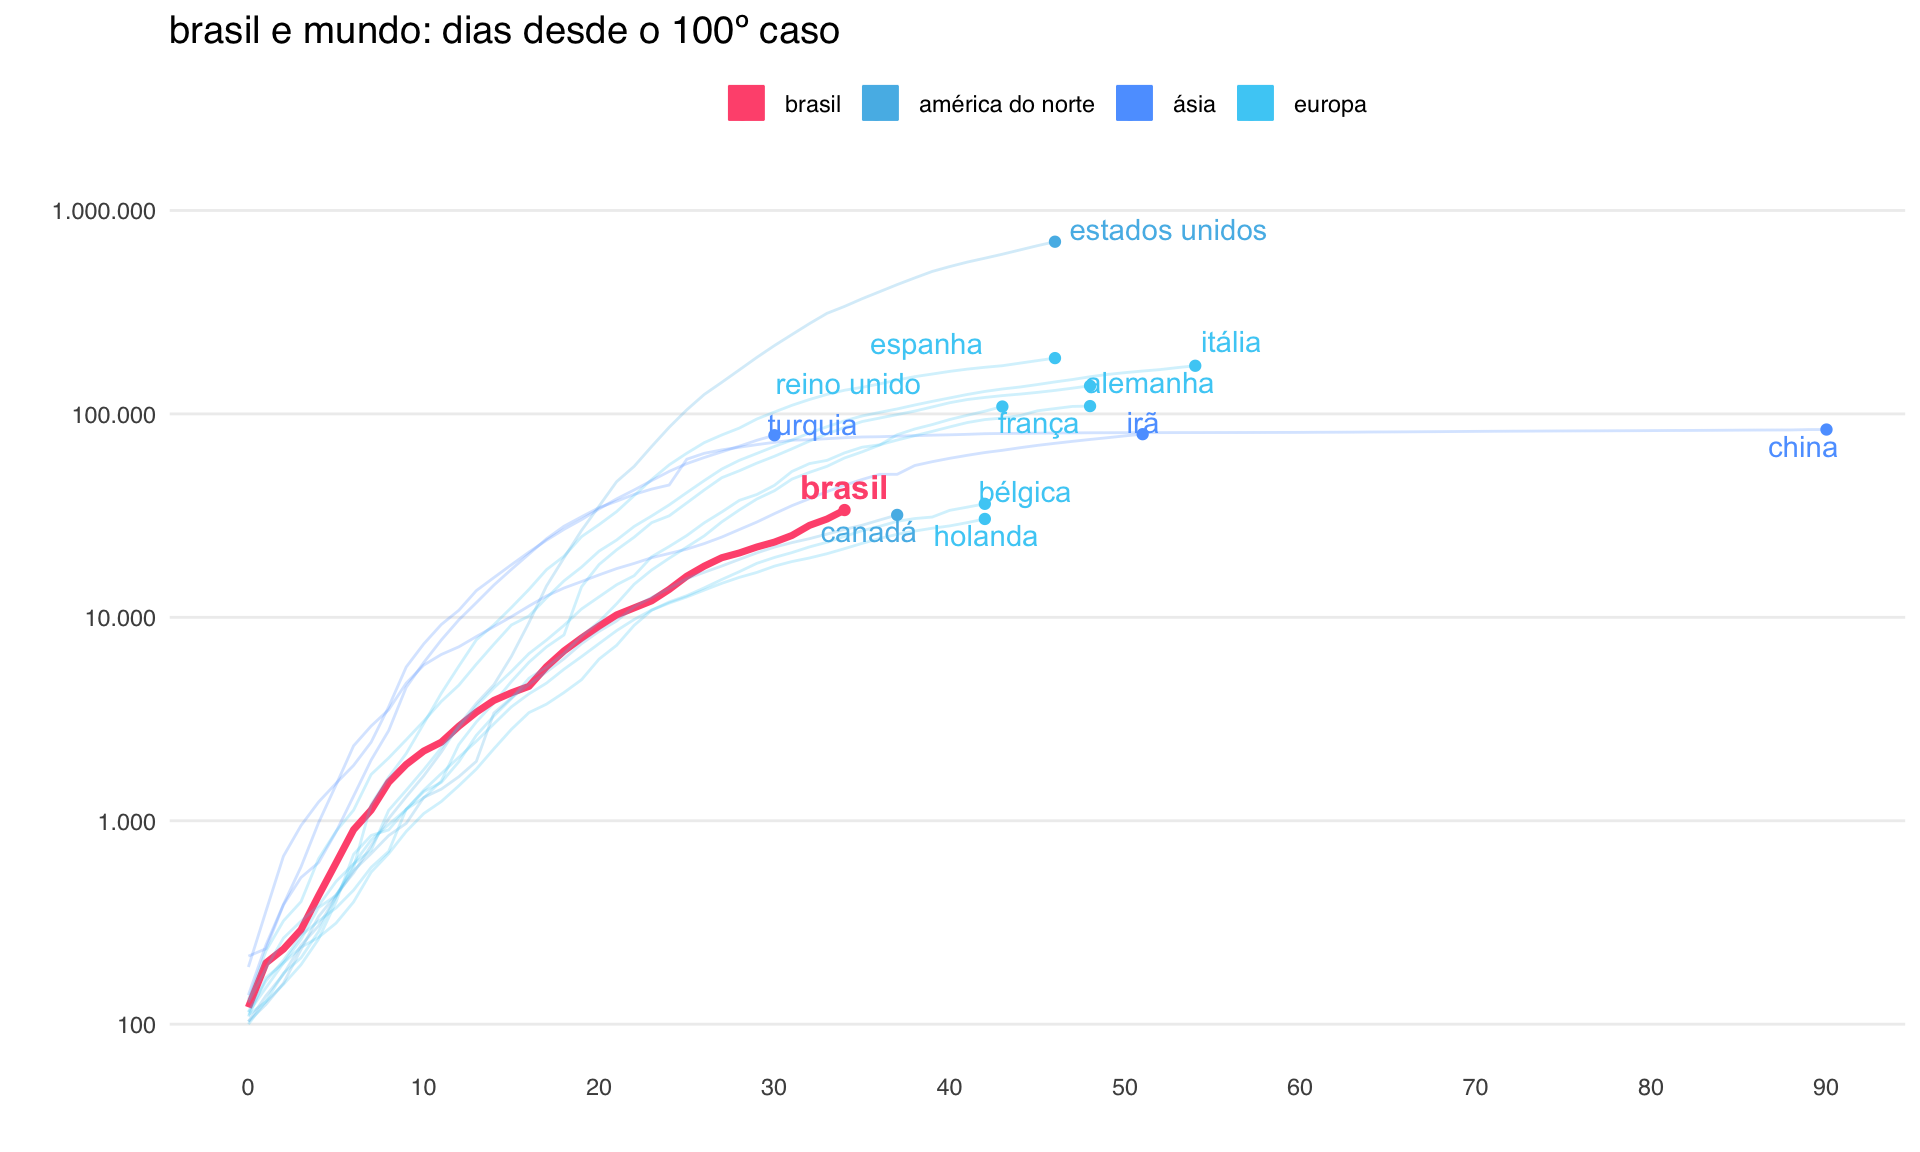 brasil e mundo: dias desde o 100º caso
brasil américa do norte ásia europa
1.000.000
estados unidos
espanha
itália
reino unido
alemanha
100.000
turquia
frança
irã
china
brasil
bélgica
canadá
holanda
10.000
1.000
100
0 10 20 30 40 50 60 70 80 90